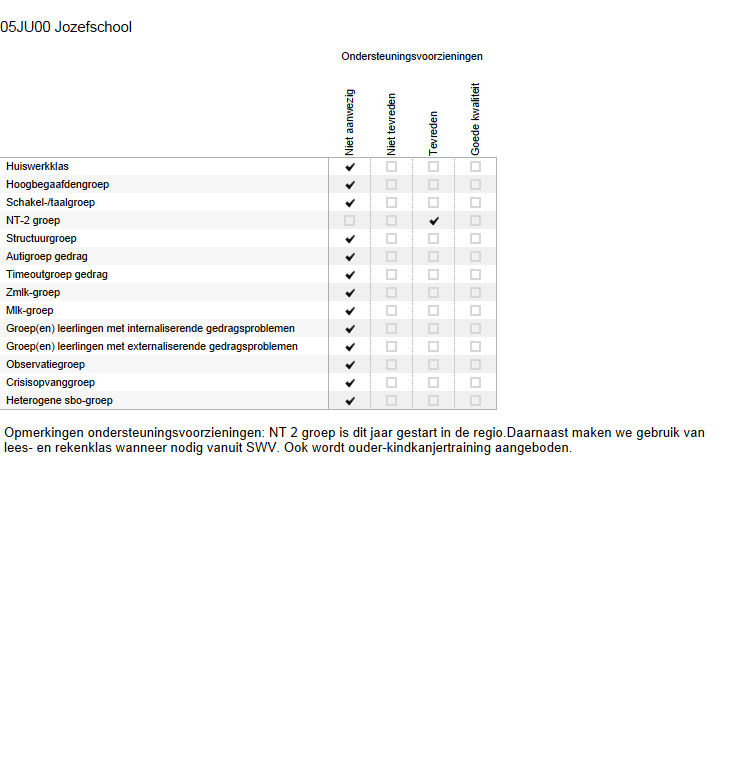 05JU00 Jozefschool
Ondersteuningsvoorzieningen
Niet aanwezig
Niet tevreden
Tevreden
Goede kwaliteit
Huiswerkklas
Hoogbegaafdengroep
Schakel-/taalgroep
NT-2 groep
Structuurgroep
Autigroep gedrag
Timeoutgroep gedrag
Zmlk-groep
Mlk-groep
Groep(en) leerlingen met internaliserende gedragsproblemen
Groep(en) leerlingen met externaliserende gedragsproblemen
Observatiegroep
Crisisopvanggroep
Heterogene sbo-groep
Opmerkingen ondersteuningsvoorzieningen: NT 2 groep is dit jaar gestart in de regio.Daarnaast maken we gebruik van
lees- en rekenklas wanneer nodig vanuit SWV. Ook wordt ouder-kindkanjertraining aangeboden.